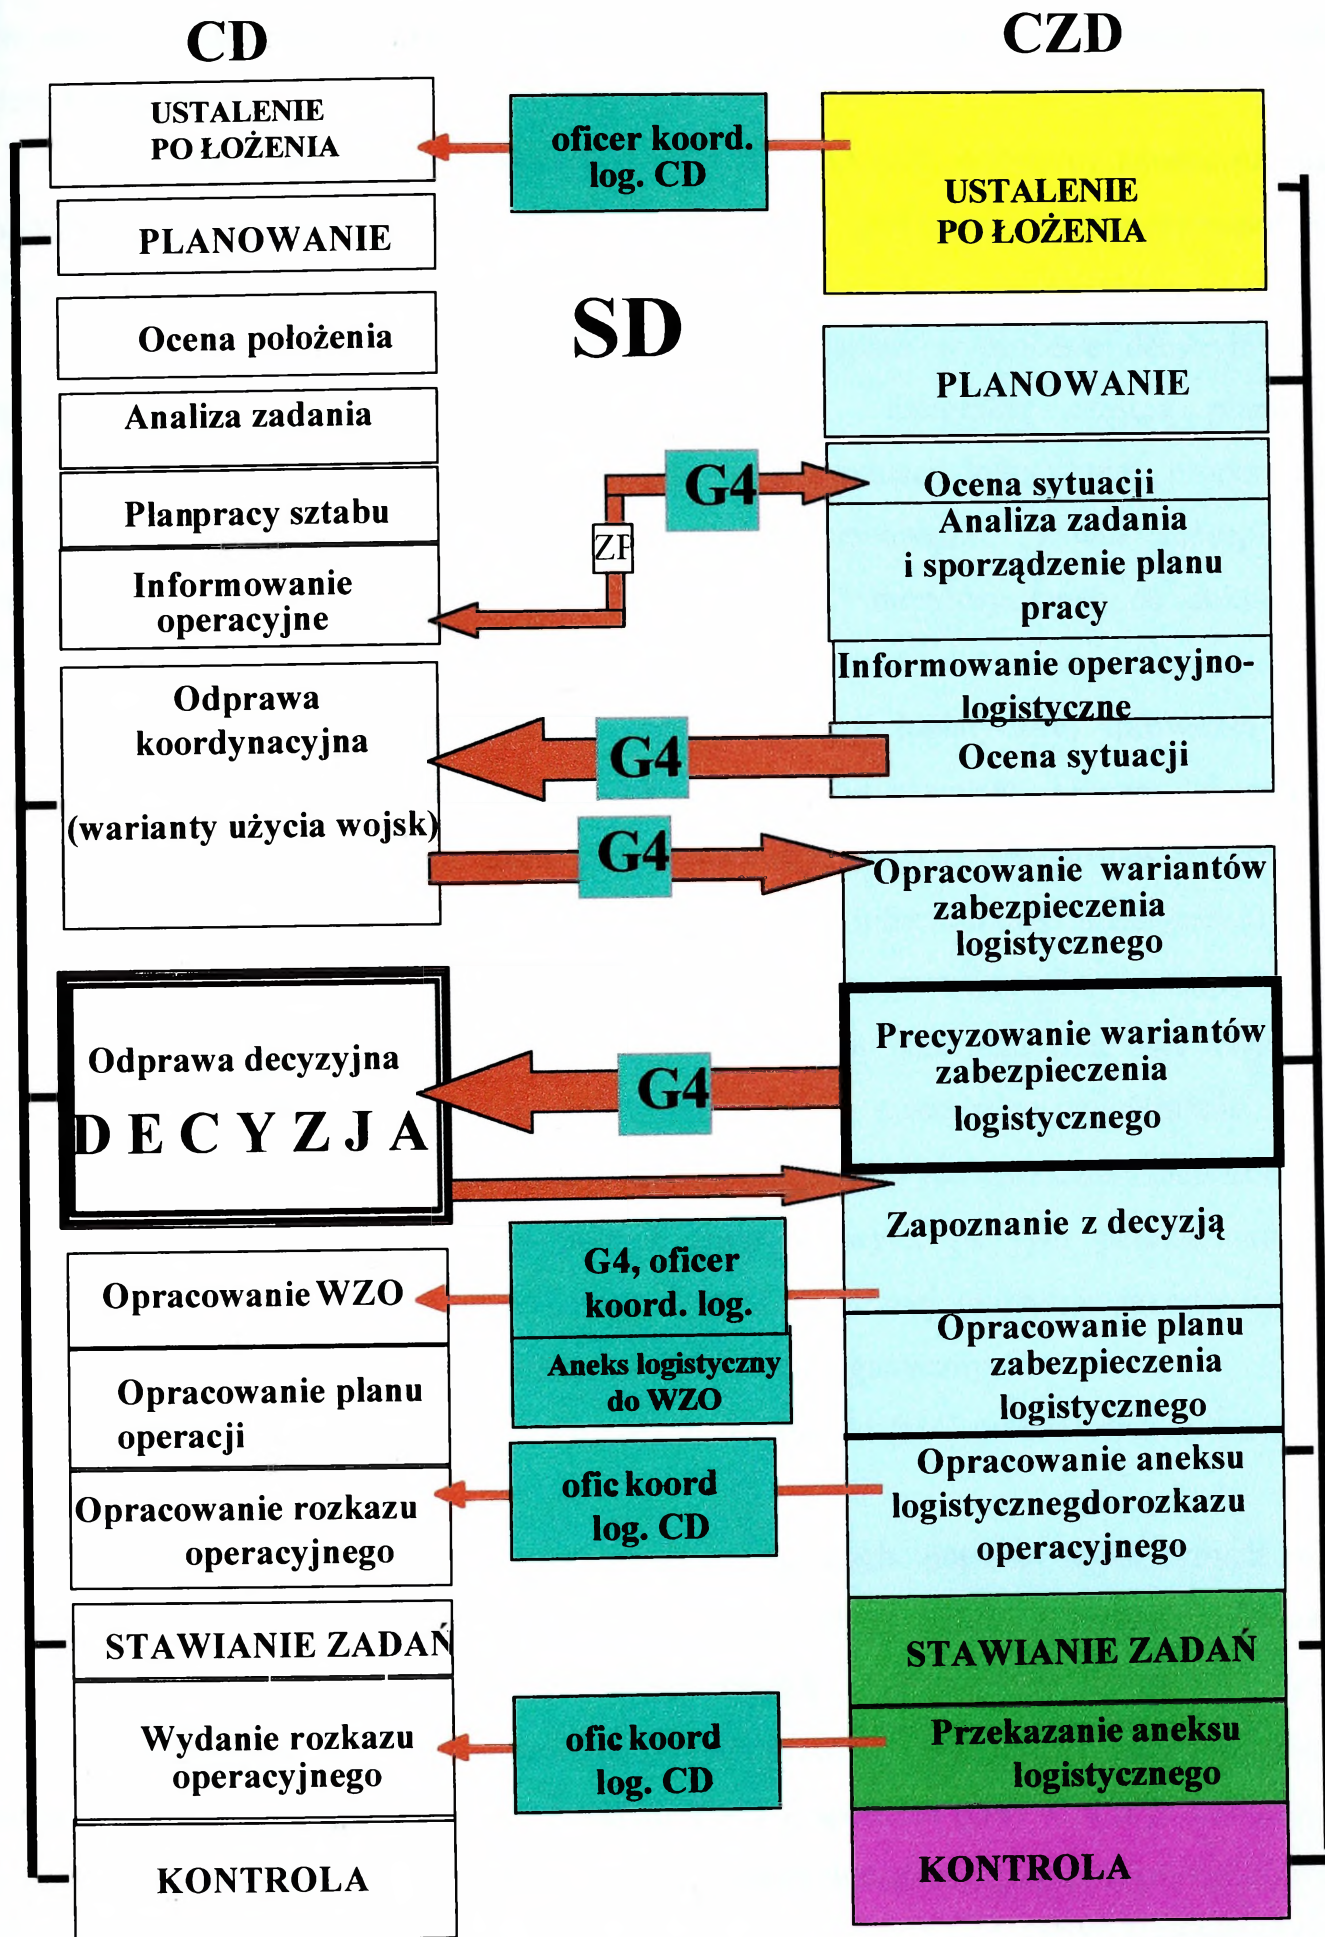 CD
CZD
USTALENIE
PO ŁOŻENIA
oficer koord.
log. CD
USTALENIE
PO ŁOŻENIA
PLANOWANIE
SD
Ocena położenia
PLANOWANIE
Analiza zadania
G4
Ocena sytuacji
Planpracy sztabu
ZP
Analiza zadania
i sporządzenie planu
pracy
Informowanie
operacyjne
Informowanie operacyjno-
logistyczne
Odprawa
koordynacyjna
G4
Ocena sytuacji
(warianty użycia wojsk)
G4
Opracowanie wariantów
zabezpieczenia
logistycznego
Odprawa decyzyjna
DECYZJA
G4
Precyzowanie wariantów
zabezpieczenia
logistycznego
Zapoznanie z decyzją
Opracowanie WZO
G4, oficer
koord. log.
Aneks logistyczny
do WZO
Opracowanie planu
operacji
Opracowanie planu
zabezpieczenia
logistycznego
Opracowanie rozkazu
operacyjnego
ofic koord
log. CD
Opracowanie aneksu
logistycznegdorozkazu
operacyjnego
STAWIANIE ZADAŃ
STAWIANIE ZADAŃ
Wydanie rozkazu
operacyjnego
ofic koord
log. CD
Przekazanie aneksu
logistycznego
KONTROLA
KONTROLA